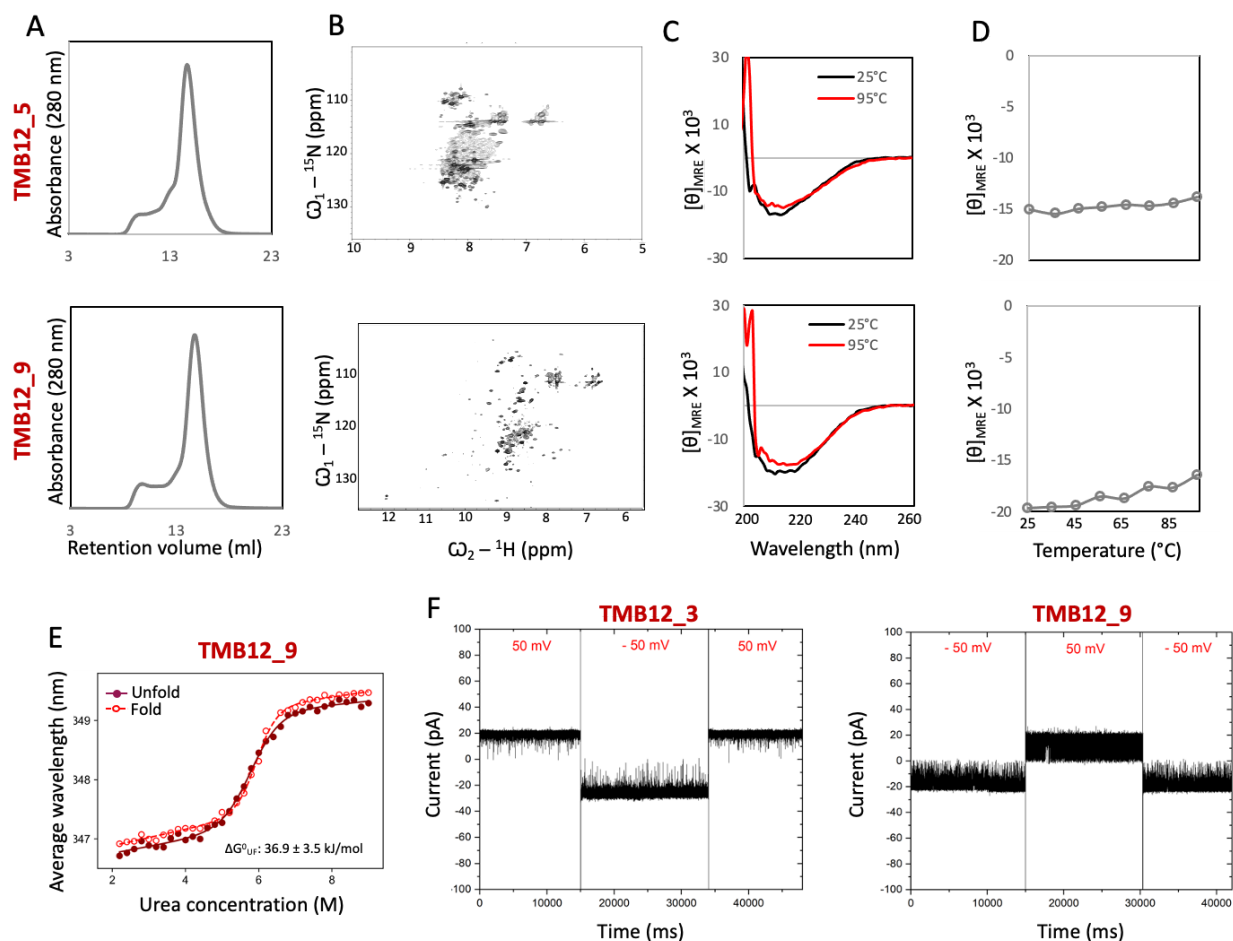 A
B
C
D
TMB12_5
Absorbance (280 nm)
3
13
23
ω₁ – ¹⁵N (ppm)
110
120
130
10
9
8
7
6
5
[θ]MRE X 10³
30
10
-10
-30
25°C
95°C
[θ]MRE X 10³
0
-5
-10
-15
-20
TMB12_9
Absorbance (280 nm)
3
13
23
Retention volume (ml)
ω₁ – ¹⁵N (ppm)
110
120
130
12
11
10
9
8
7
6
ω₂ – ¹H (ppm)
[θ]MRE X 10³
30
10
-10
-30
25°C
95°C
200
220
240
260
Wavelength (nm)
[θ]MRE X 10³
0
-5
-10
-15
-20
25
45
65
85
Temperature (°C)
E
TMB12_9
Average wavelength (nm)
349
348
347
Unfold
Fold
ΔG⁰UF: 36.9 ± 3.5 kJ/mol
2
4
6
8
Urea concentration (M)
F
TMB12_3
Current (pA)
100
80
60
40
20
0
-20
-40
-60
-80
-100
50 mV
- 50 mV
50 mV
0
10000
20000
30000
40000
Time (ms)
TMB12_9
Current (pA)
100
80
60
40
20
0
-20
-40
-60
-80
-100
- 50 mV
50 mV
- 50 mV
0
10000
20000
30000
40000
Time (ms)